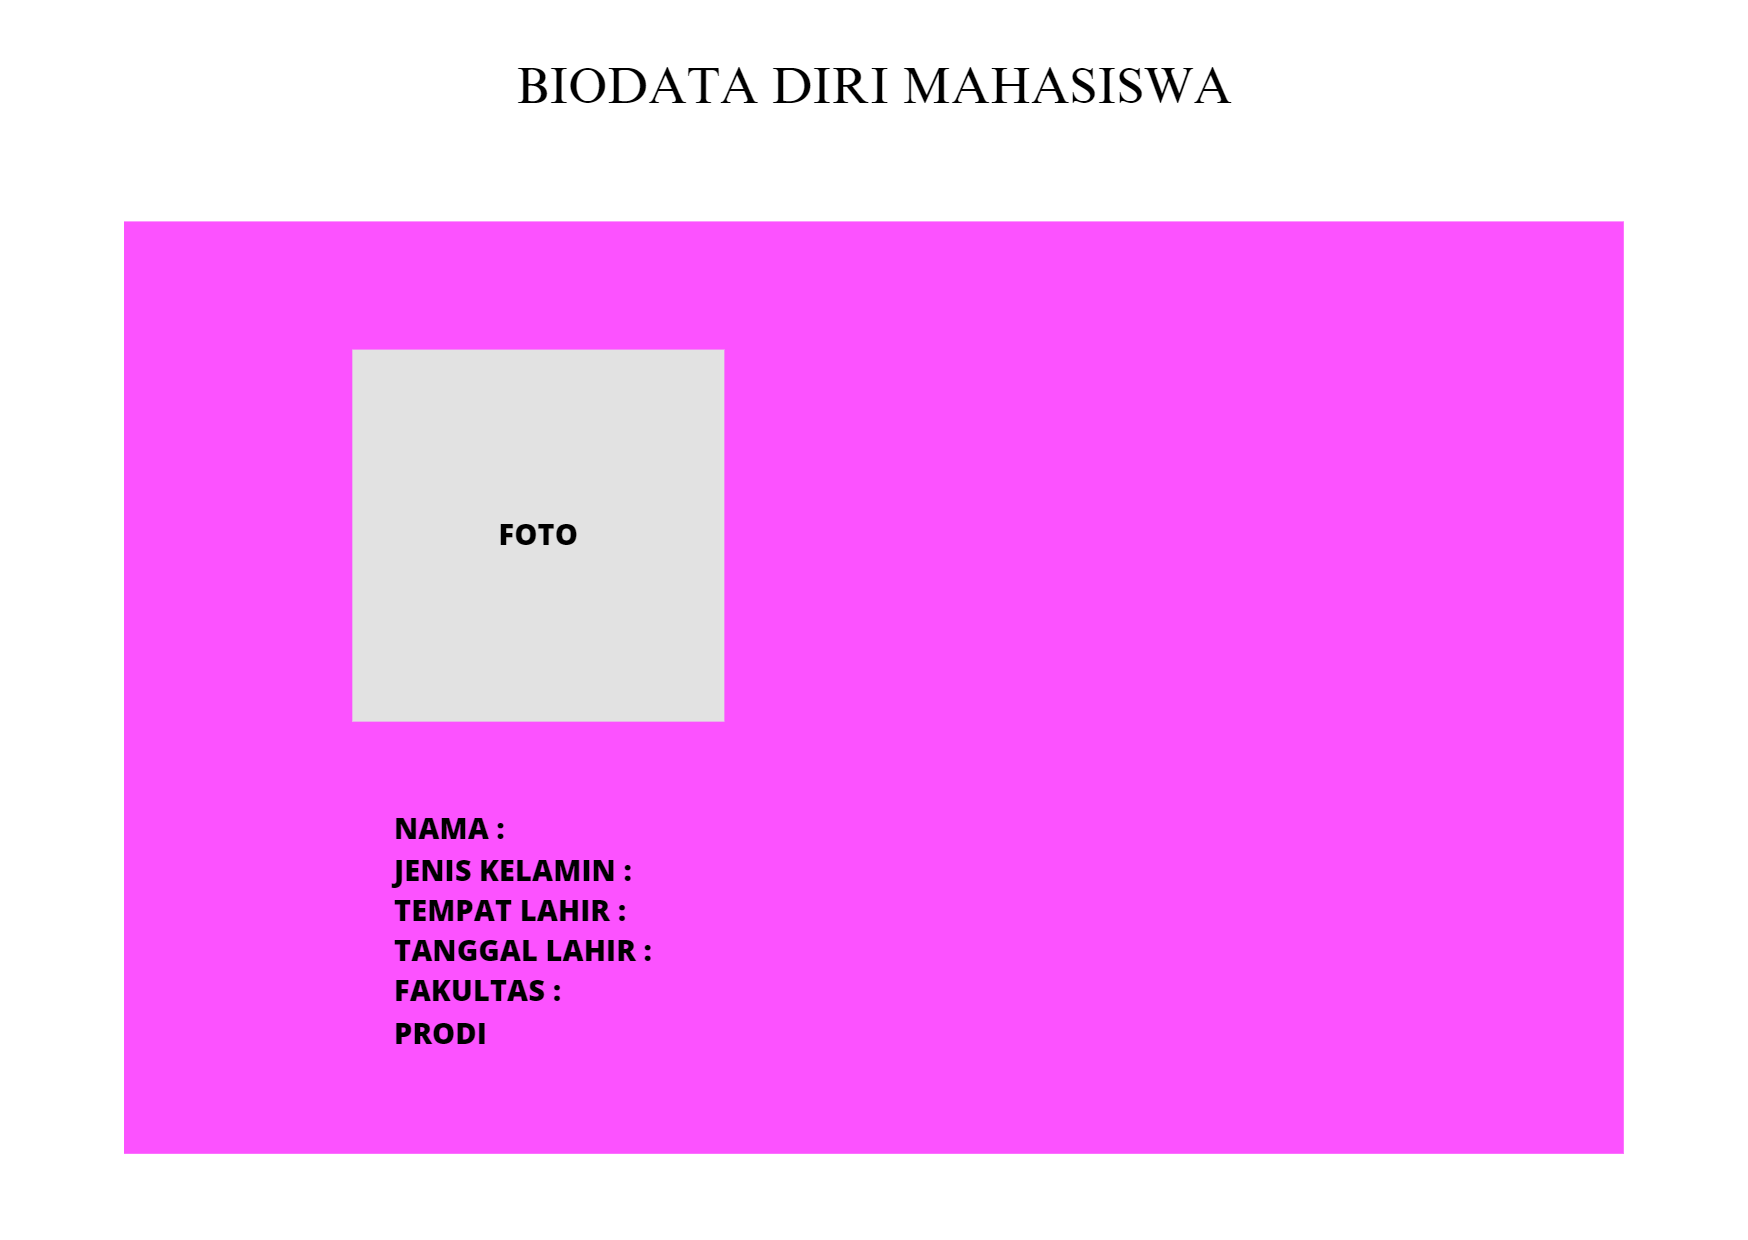 BIODATA DIRI MAHASISWA
FOTO
NAMA :
JENIS KELAMIN :
TEMPAT LAHIR :
TANGGAL LAHIR :
FAKULTAS :
PRODI